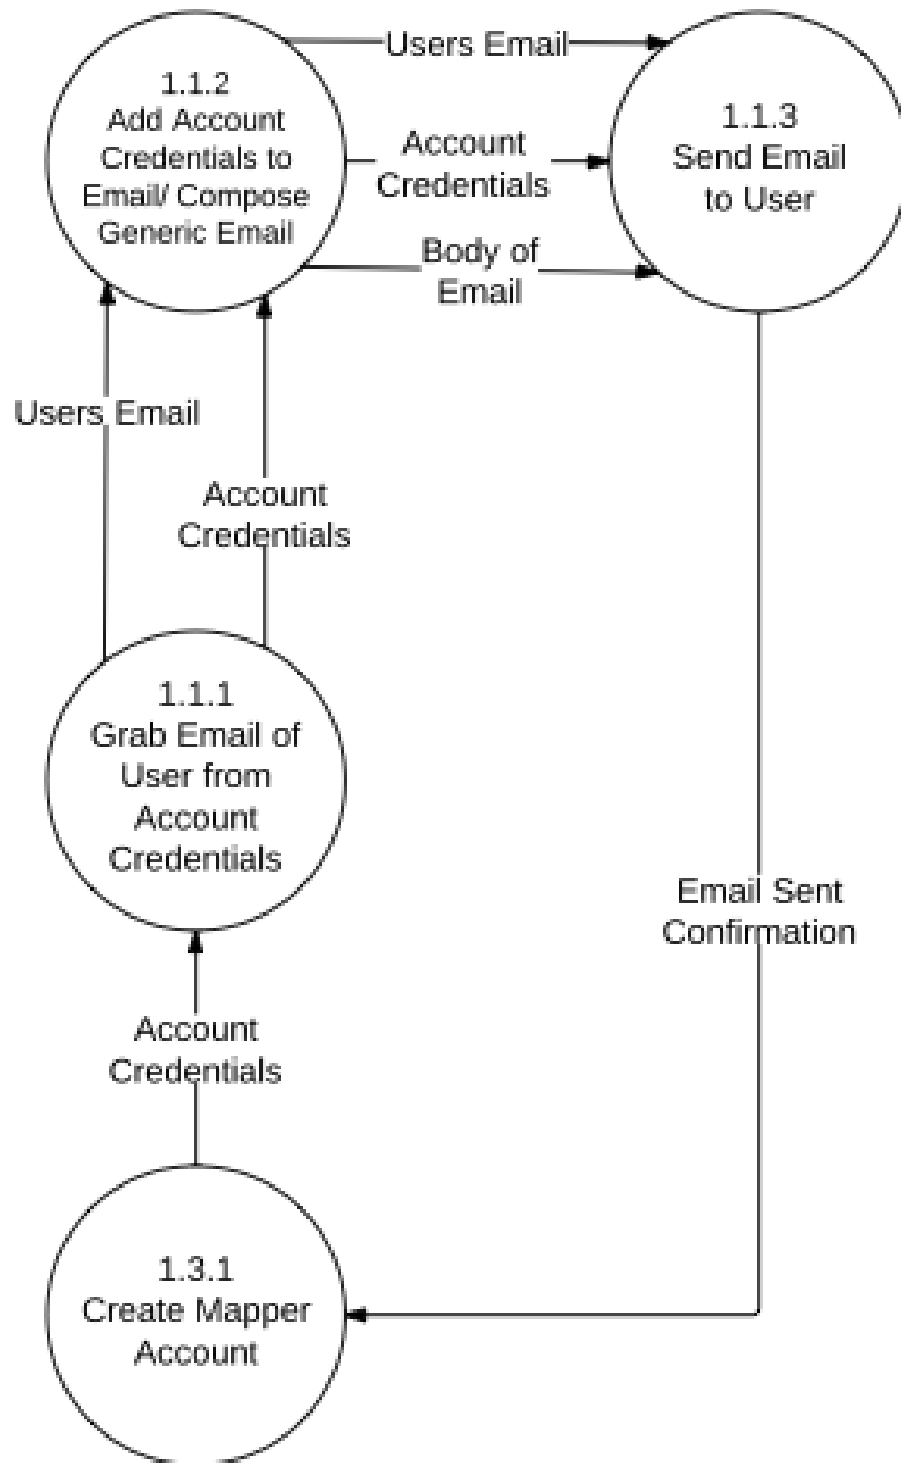 Users Email
1.1.2
Add Account
Credentials to
Email/ Compose
Generic Email
1.1.3
Send Email
to User
Account
Credentials
Body of
Email
Users Email
Account
Credentials
1.1.1
Grab Email of
User from
Account
Credentials
Email Sent
Confirmation
Account
Credentials
1.3.1
Create Mapper
Account